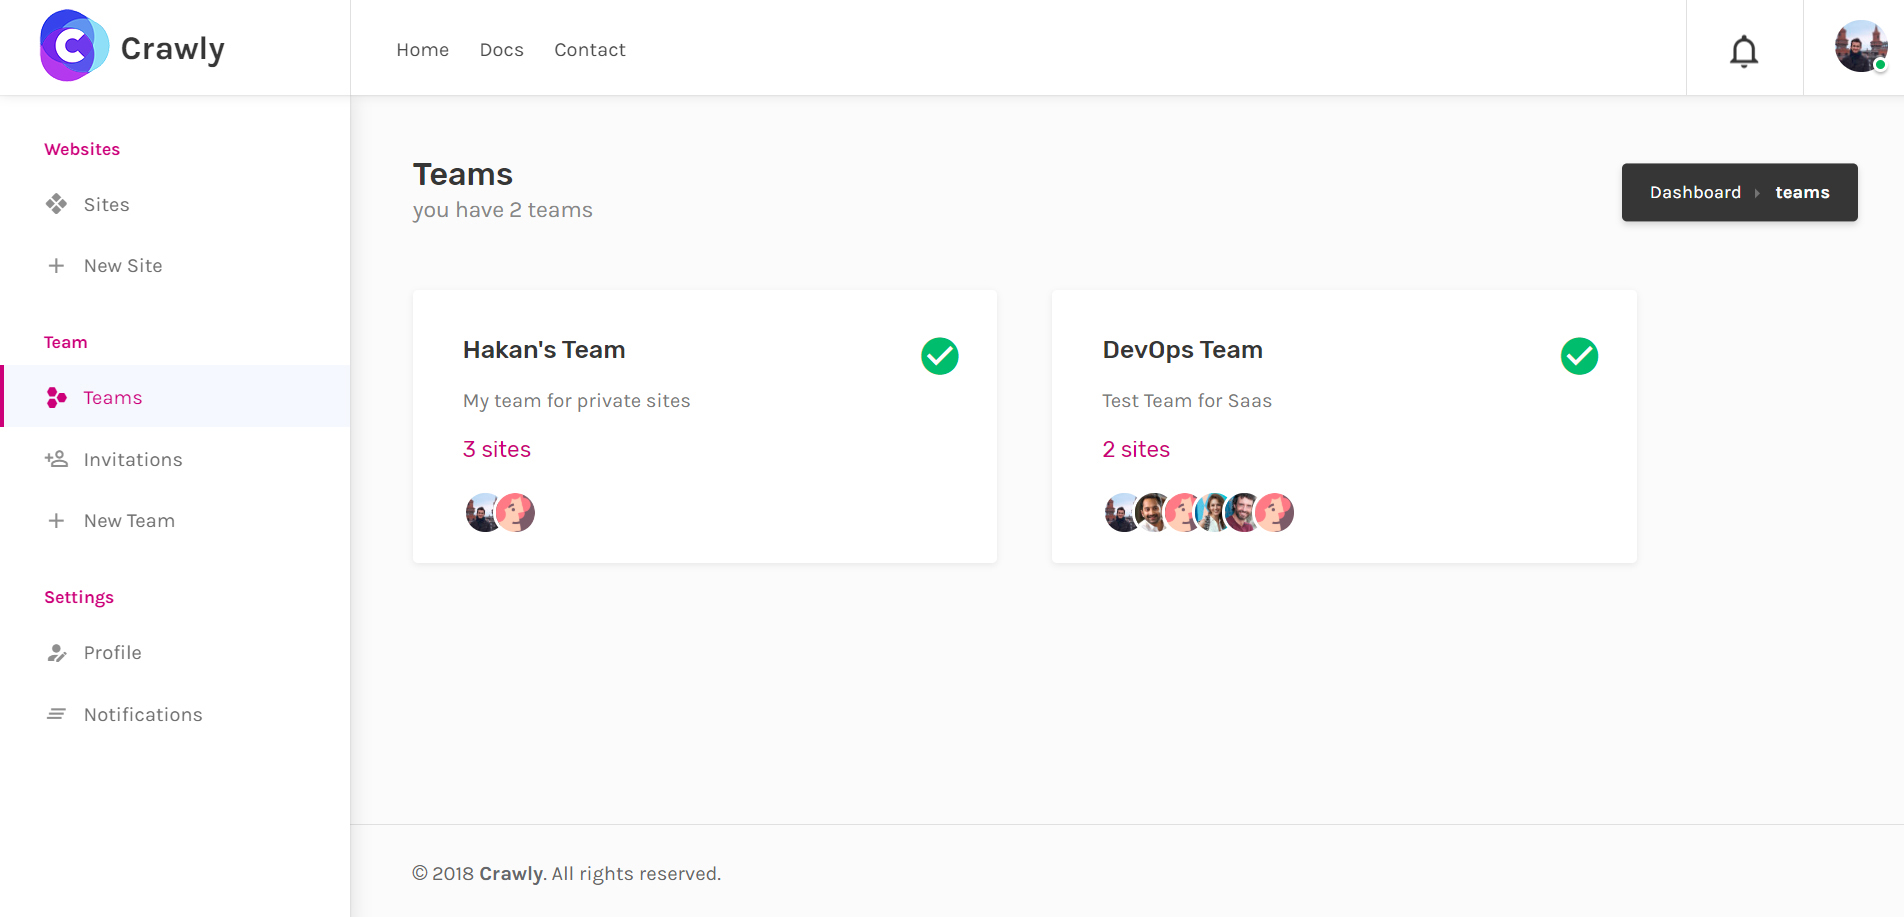 Crawly
Home Docs Contact
Websites
Sites
New Site
Team
Teams
Invitations
New Team
Settings
Profile
Notifications
Teams
you have 2 teams
Dashboard teams
Hakan's Team
My team for private sites
3 sites
DevOps Team
Test Team for Saas
2 sites
© 2018 Crawly. All rights reserved.